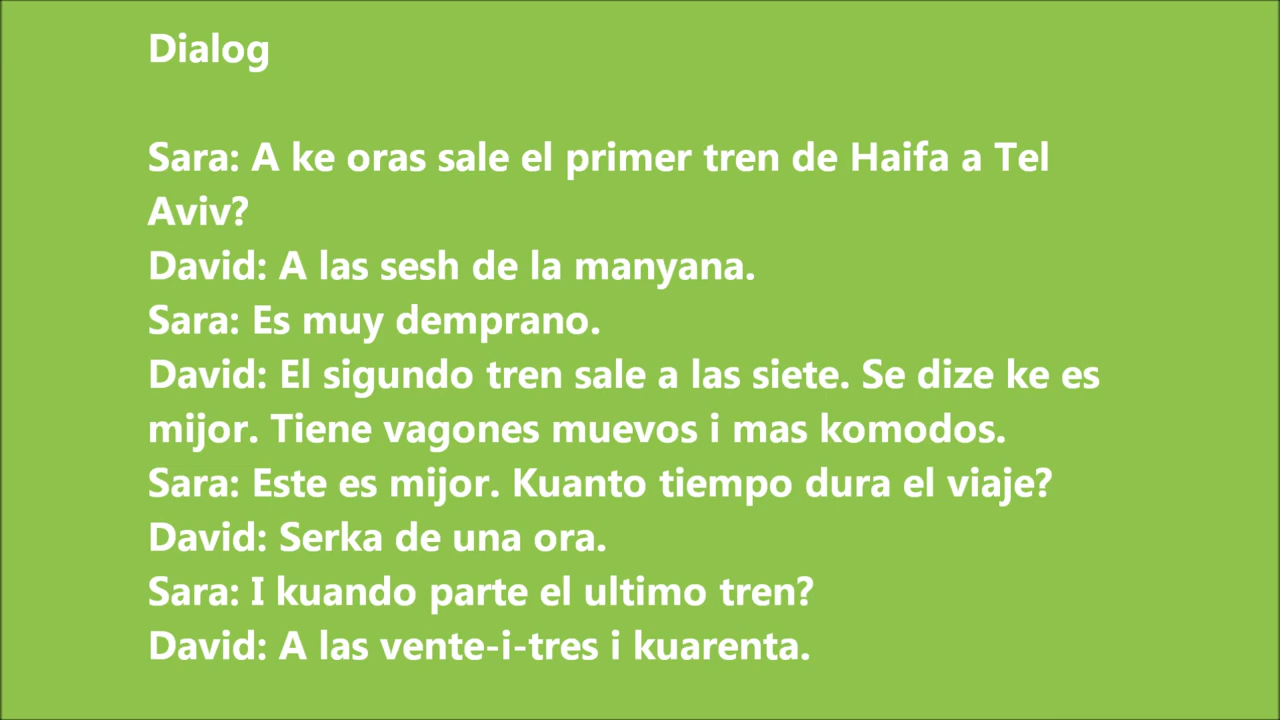 Dialog
Sara: A ke oras sale el primer tren de Haifa a Tel
Aviv?
David: A las sesh de la manyana.
Sara: Es muy demprano.
David: El sigundo tren sale a las siete. Se dize ke es
mijor. Tiene vagones muevos i mas komodos.
Sara: Este es mijor. Kuanto tiempo dura el viaje?
David: Serka de una ora.
Sara: I kuando parte el ultimo tren?
David: A las vente-i-tres i kuarenta.